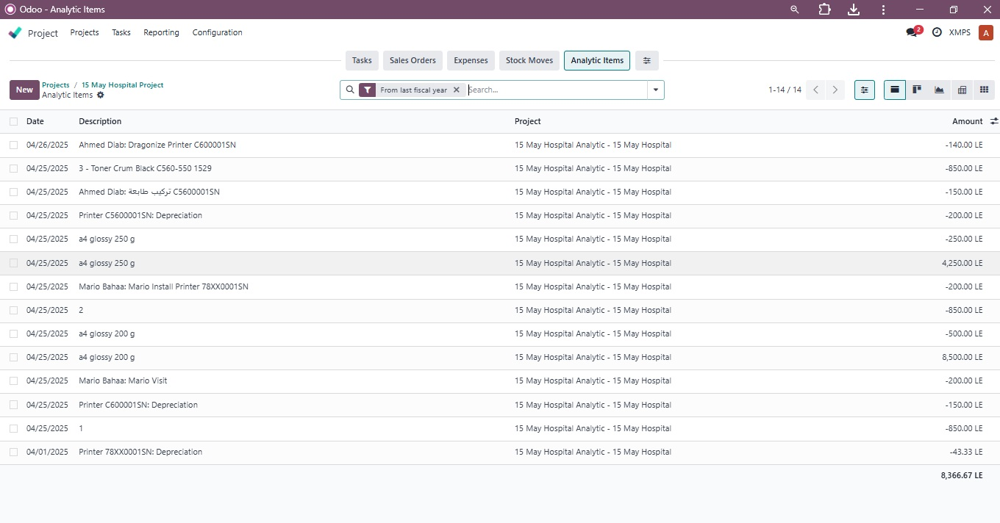 Odoo - Analytic Items
Project Projects Tasks Reporting Configuration 2 XMPS A
Tasks Sales Orders Expenses Stock Moves Analytic Items
New Projects / 15 May Hospital Project
Analytic Items
From last fiscal year Search... 1-14 / 14
Date Description Project Amount
04/26/2025 Ahmed Diab: Dragonize Printer C600001SN 15 May Hospital Analytic - 15 May Hospital -140.00 LE
04/25/2025 3 - Toner Crum Black C560-550 1529 15 May Hospital Analytic - 15 May Hospital -850.00 LE
04/25/2025 Ahmed Diab: تركيب طابعة C5600001SN 15 May Hospital Analytic - 15 May Hospital -150.00 LE
04/25/2025 Printer C5600001SN: Depreciation 15 May Hospital Analytic - 15 May Hospital -200.00 LE
04/25/2025 a4 glossy 250 g 15 May Hospital Analytic - 15 May Hospital -250.00 LE
04/25/2025 a4 glossy 250 g 15 May Hospital Analytic - 15 May Hospital 4,250.00 LE
04/25/2025 Mario Bahaa: Mario Install Printer 78XX0001SN 15 May Hospital Analytic - 15 May Hospital -200.00 LE
04/25/2025 2 15 May Hospital Analytic - 15 May Hospital -850.00 LE
04/25/2025 a4 glossy 200 g 15 May Hospital Analytic - 15 May Hospital -500.00 LE
04/25/2025 a4 glossy 200 g 15 May Hospital Analytic - 15 May Hospital 8,500.00 LE
04/25/2025 Mario Bahaa: Mario Visit 15 May Hospital Analytic - 15 May Hospital -200.00 LE
04/25/2025 Printer C600001SN: Depreciation 15 May Hospital Analytic - 15 May Hospital -150.00 LE
04/25/2025 1 15 May Hospital Analytic - 15 May Hospital -850.00 LE
04/01/2025 Printer 78XX0001SN: Depreciation 15 May Hospital Analytic - 15 May Hospital -43.33 LE
8,366.67 LE